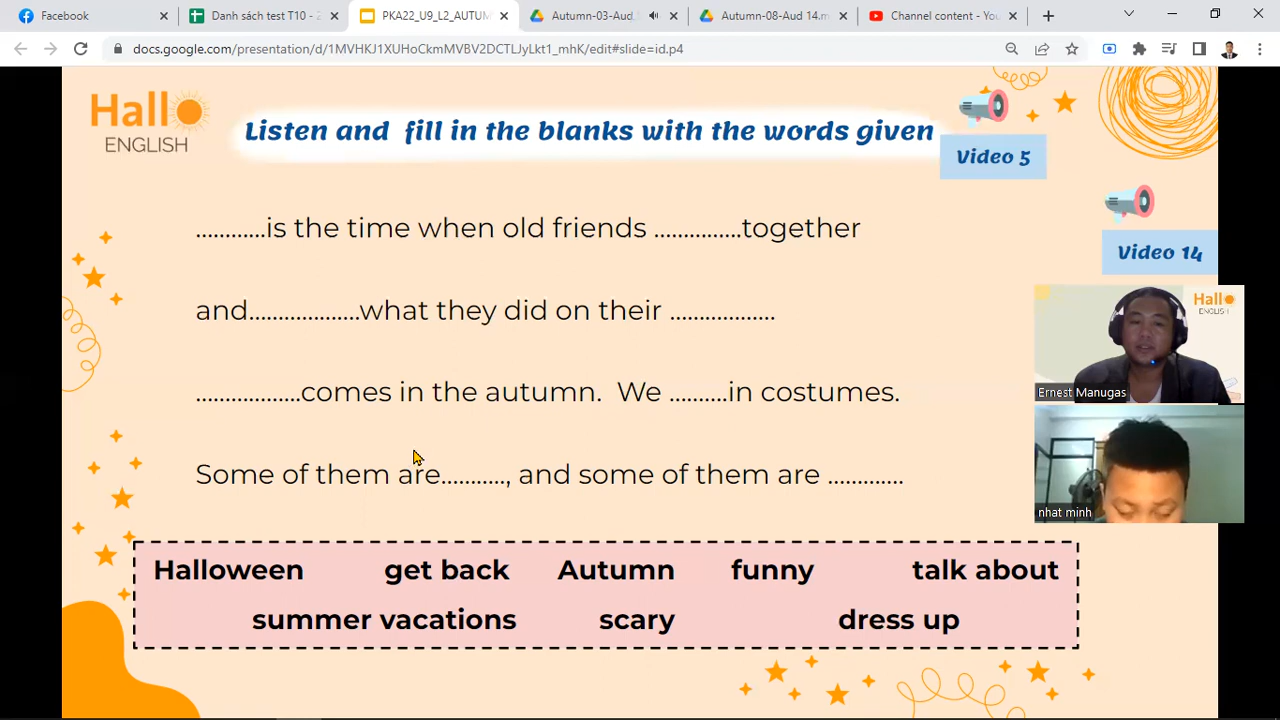 Facebook
Danh sách test T10 - 2
PKA22_U9_L2_AUTUM
Autumn-03-Aud.
Autumn-08-Aud 14.m
Channel content - You
docs.google.com/presentation/d/1MVHKJ1XUHoCkmMVBV2DCTLJyLkt1_mhK/edit#slide=id.p4
Hallo
ENGLISH
Listen and fill in the blanks with the words given
Video 5
Video 14
............is the time when old friends ...............together
and...................what they did on their ..................
..................comes in the autumn. We ..........in costumes.
Some of them are..........., and some of them are .............
Hallo
ENGLISH
Ernest Manugas
nhat minh
Halloween get back Autumn funny talk about
summer vacations scary dress up